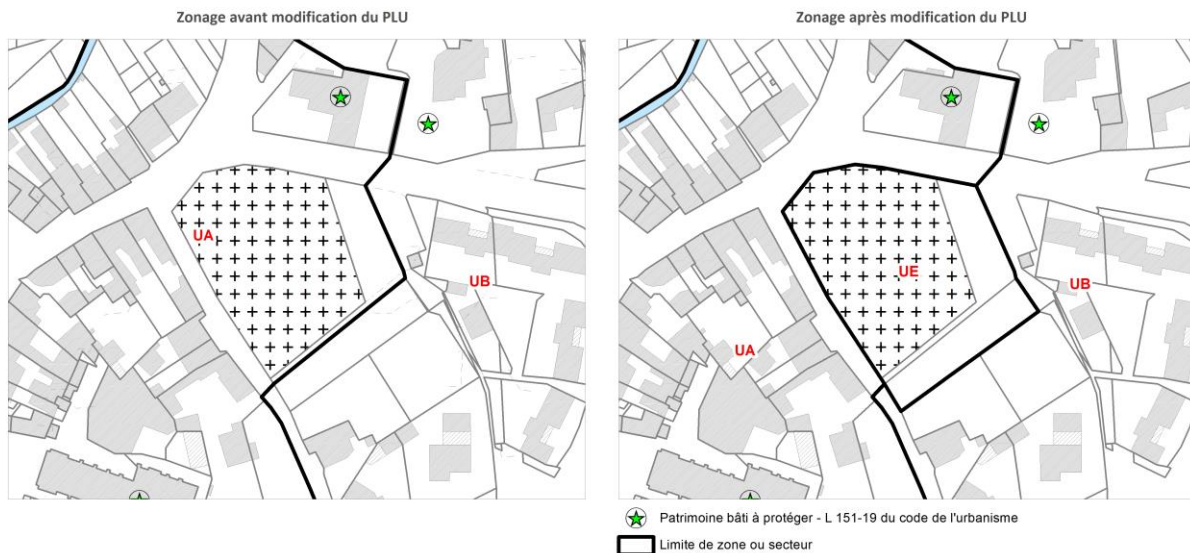 Zonage avant modification du PLU
Zonage après modification du PLU
UA
UB
UE
UB
UA
Patrimoine bâti à protéger - L 151-19 du code de l'urbanisme
Limite de zone ou secteur